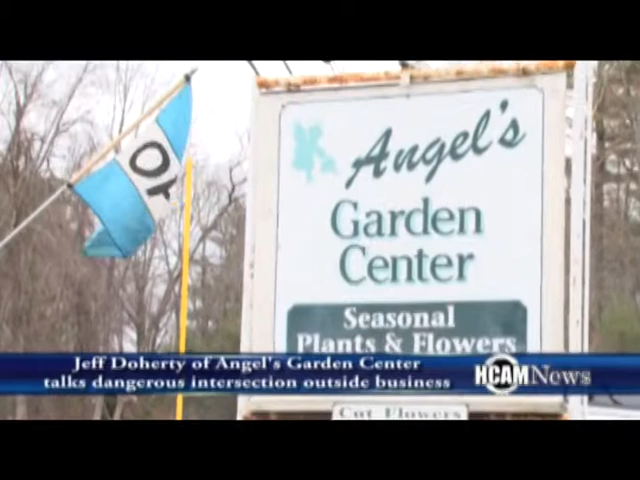 Angel's
Garden
Center
Seasonal
Plants & Flowers
Jeff Doherty of Angel's Garden Center
talks dangerous intersection outside business
HCAM News
Cut Flowers